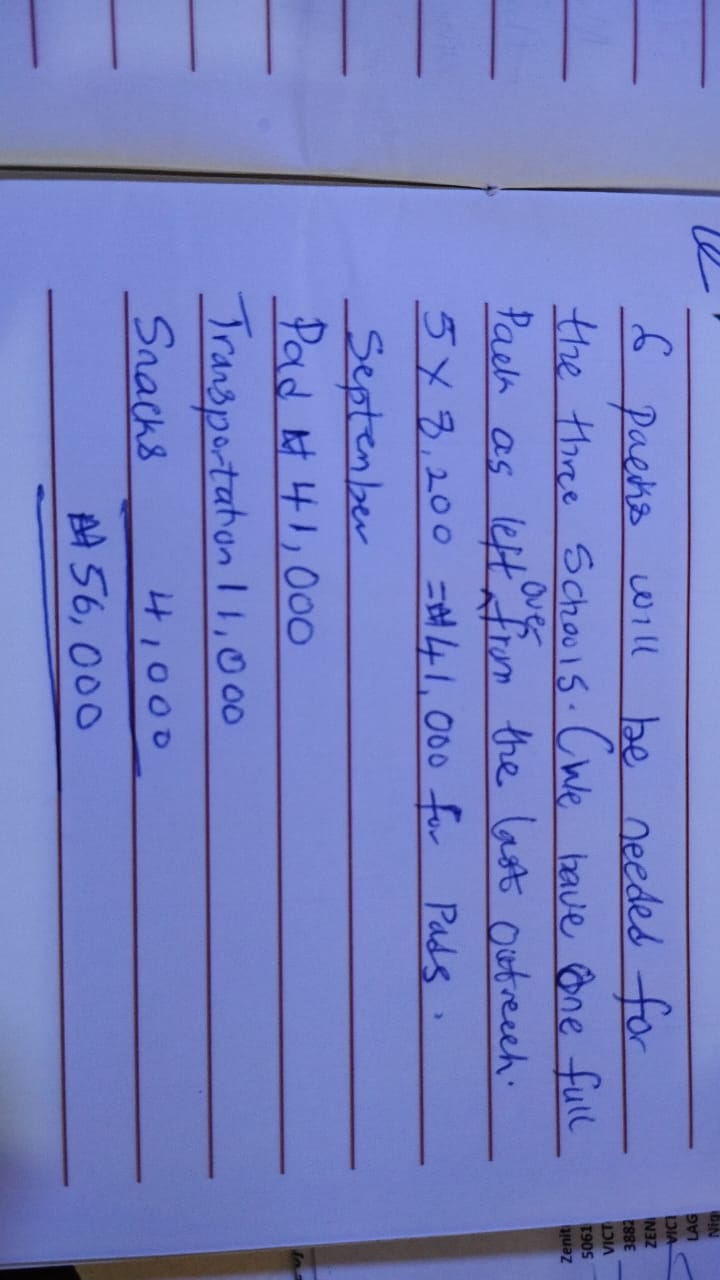 6 packs will be needed for
the three Schools. (We have One full
Pack as left over from the last outreach.
5 X 8,200 = ₦41,000 for Pads.
September
Pad ₦41,000
Transportation 11,000
Snacks 4,000
₦56,000
zenit
5061
VICT
3882
ZEN
VICT
LAG
Nig